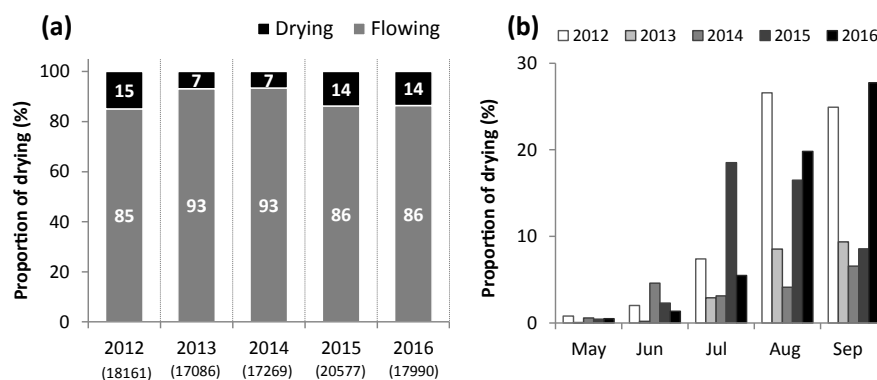 (a)
Drying Flowing
Proportion of drying (%)
100
80
60
40
20
0
15 7 7 14 14
85 93 93 86 86
2012 2013 2014 2015 2016
(18161) (17086) (17269) (20577) (17990)
(b)
2012 2013 2014 2015 2016
Proportion of drying (%)
30
20
10
0
May Jun Jul Aug Sep